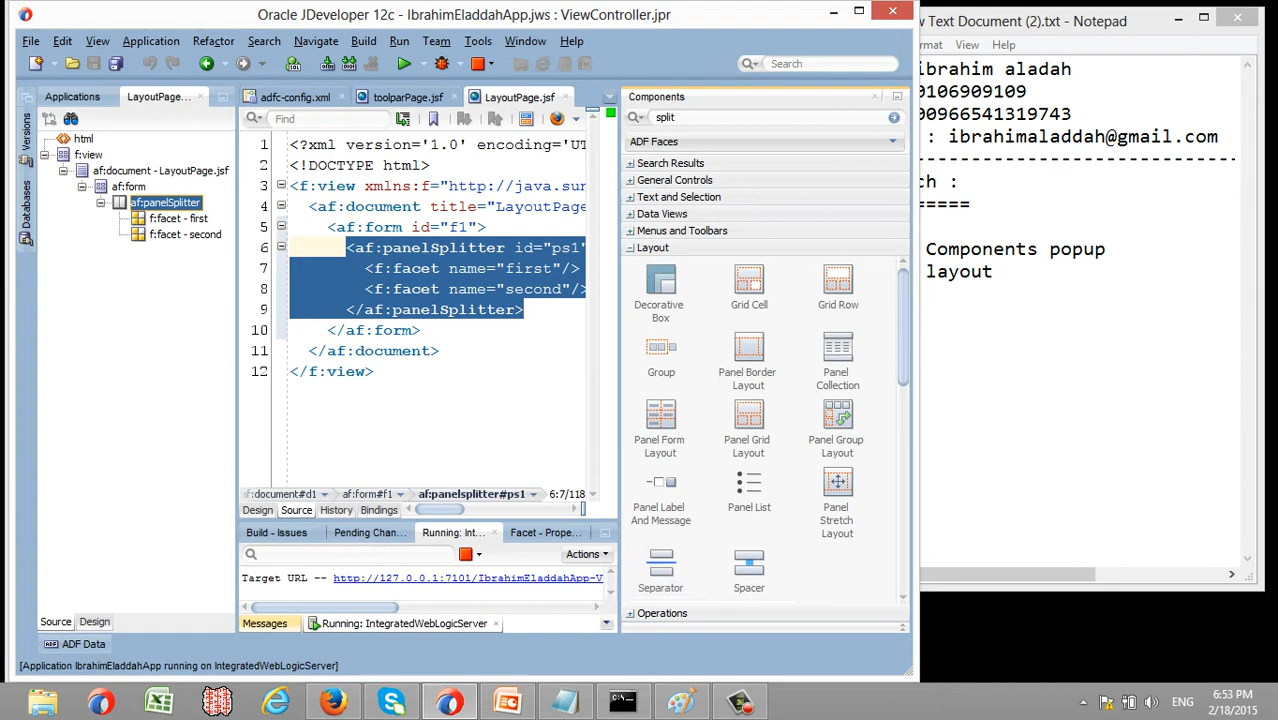 Oracle JDeveloper 12c - IbrahimEladdahApp.jws : ViewController.jpr
File Edit View Application Refactor Search Navigate Build Run Team Tools Window Help
Search
Applications LayoutPage...
adfc-config.xml toolparPage.jsf LayoutPage.jsf
Versions
Databases
html
f:view
af:document - LayoutPage.jsf
af:form
af:panelSplitter
f:facet - first
f:facet - second
Find
1 <?xml version='1.0' encoding='UT
2 <!DOCTYPE html>
3 <f:view xmlns:f="http://java.sun
4 <af:document title="LayoutPage
5 <af:form id="f1">
6 <af:panelSplitter id="ps1"
7 <f:facet name="first"/>
8 <f:facet name="second"/>
9 </af:panelSplitter>
10 </af:form>
11 </af:document>
12 </f:view>
:document#d1 af:form#f1 af:panelsplitter#ps1 6:7/118
Design Source History Bindings
Build - Issues Pending Chan... Running: Int... Facet - Prope...
Actions
Target URL -- http://127.0.0.1:7101/IbrahimEladdahApp-V
Messages Running: IntegratedWebLogicServer
Source Design
ADF Data
[Application IbrahimEladdahApp running on IntegratedWebLogicServer]
Components
split
ADF Faces
Search Results
General Controls
Text and Selection
Data Views
Menus and Toolbars
Layout
Decorative Box
Grid Cell
Grid Row
Group
Panel Border Layout
Panel Collection
Panel Form Layout
Panel Grid Layout
Panel Group Layout
Panel Label And Message
Panel List
Panel Stretch Layout
Separator
Spacer
Operations
w Text Document (2).txt - Notepad
rmat View Help
ibrahim aladah
0106909109
00966541319743
: ibrahimaladdah@gmail.com
----------------------------------
ch :
=====
Components popup
layout
ENG
6:53 PM
2/18/2015